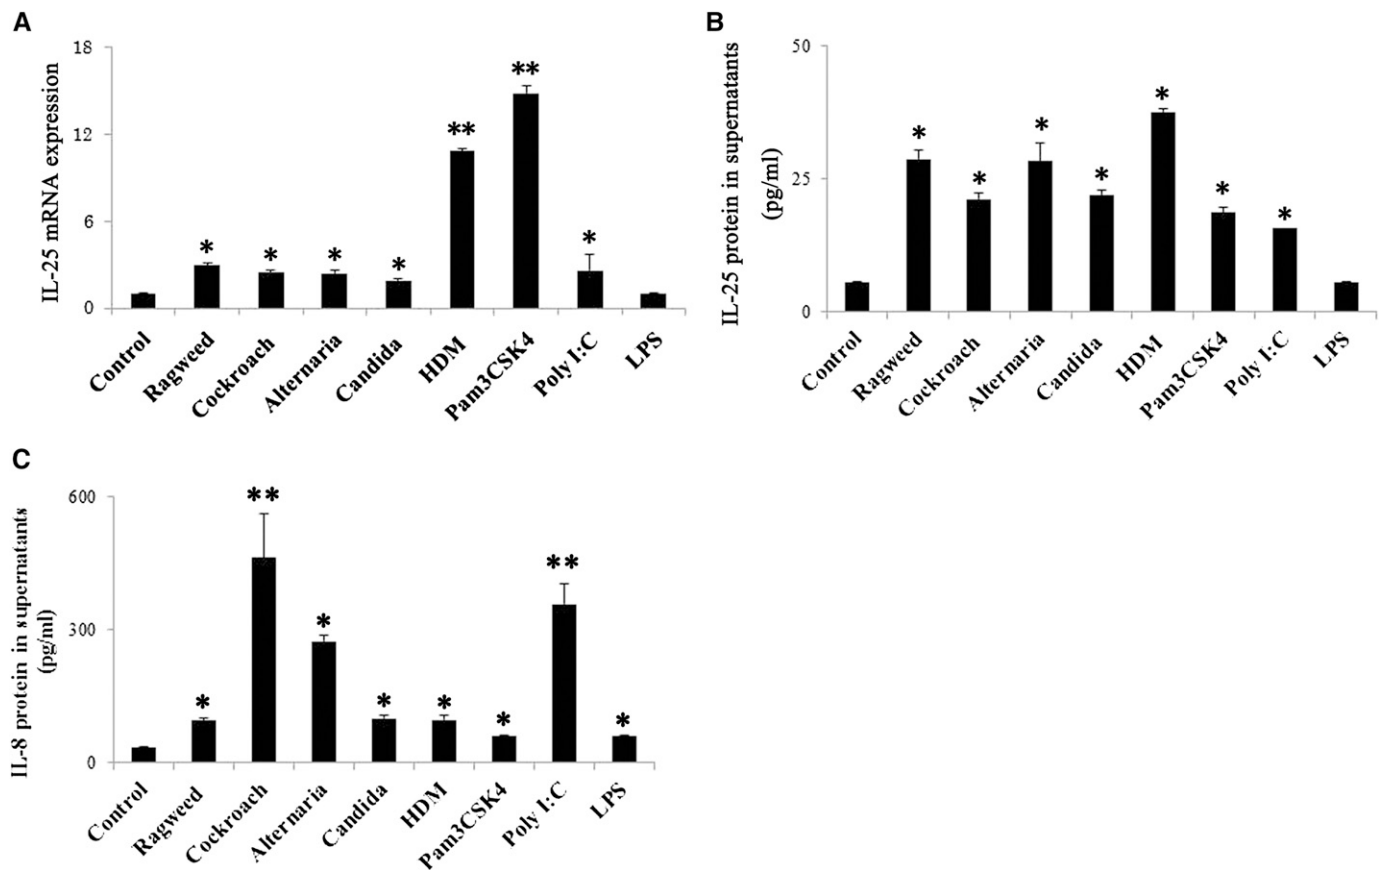 A
IL-25 mRNA expression
18
12
6
0
**
**
*
*
*
*
*
Control
Ragweed
Cockroach
Alternaria
Candida
HDM
Pam3CSK4
Poly I:C
LPS
B
IL-25 protein in supernatants
(pg/ml)
50
25
0
*
*
*
*
*
*
*
Control
Ragweed
Cockroach
Alternaria
Candida
HDM
Pam3CSK4
Poly I:C
LPS
C
IL-8 protein in supernatants
(pg/ml)
600
300
0
*
**
*
*
*
*
**
*
Control
Ragweed
Cockroach
Alternaria
Candida
HDM
Pam3CSK4
Poly I:C
LPS